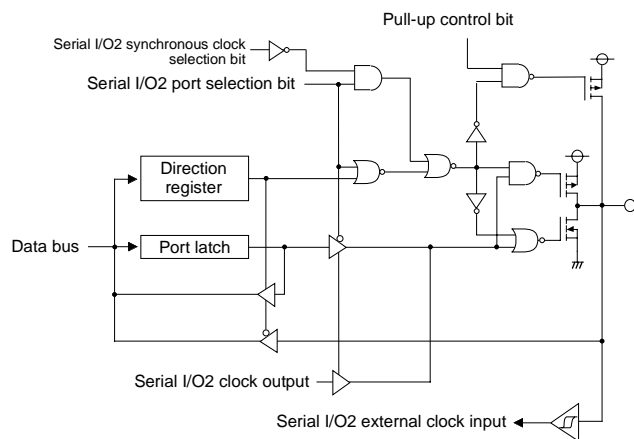 Pull-up control bit
Serial I/O2 synchronous clock
selection bit
Serial I/O2 port selection bit
Direction
register
Data bus
Port latch
Serial I/O2 clock output
Serial I/O2 external clock input